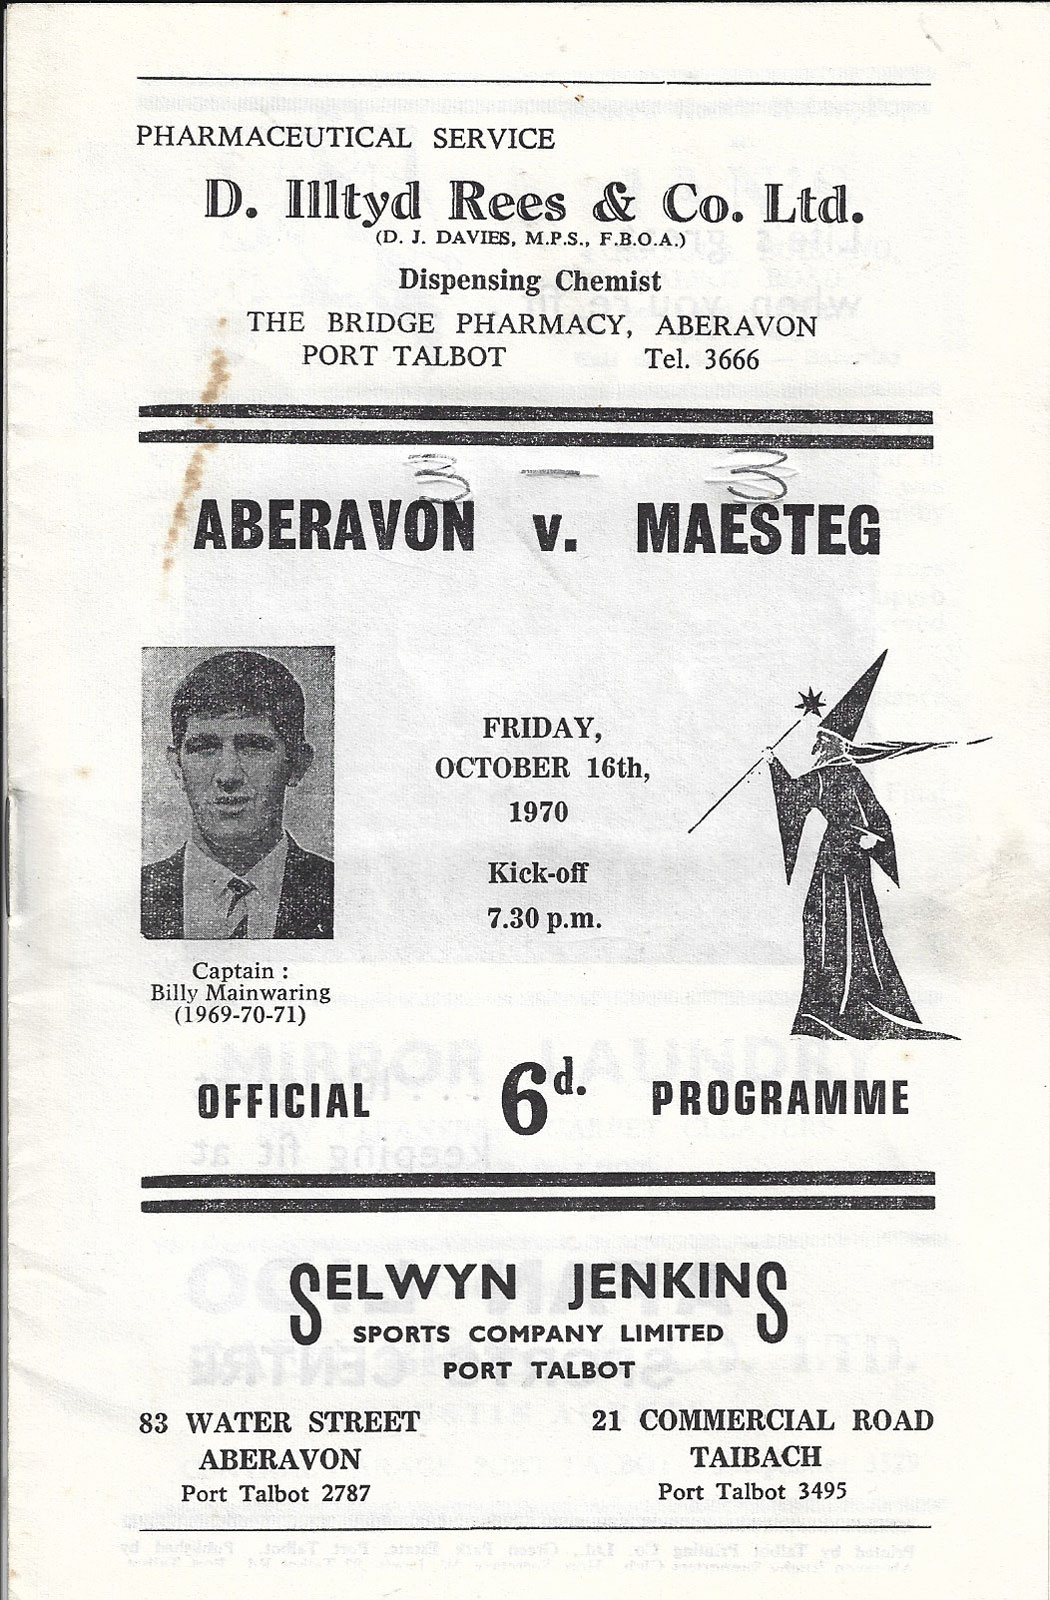 PHARMACEUTICAL SERVICE
D. Illtyd Rees & Co. Ltd.
(D. J. DAVIES, M.P.S., F.B.O.A.)
Dispensing Chemist
THE BRIDGE PHARMACY, ABERAVON
PORT TALBOT Tel. 3666
3 — 3
ABERAVON v. MAESTEG
FRIDAY,
OCTOBER 16th,
1970
Kick-off
7.30 p.m.
Captain :
Billy Mainwaring
(1969-70-71)
OFFICIAL 6d. PROGRAMME
SELWYN JENKINS
SPORTS COMPANY LIMITED
PORT TALBOT
83 WATER STREET
ABERAVON
Port Talbot 2787
21 COMMERCIAL ROAD
TAIBACH
Port Talbot 3495